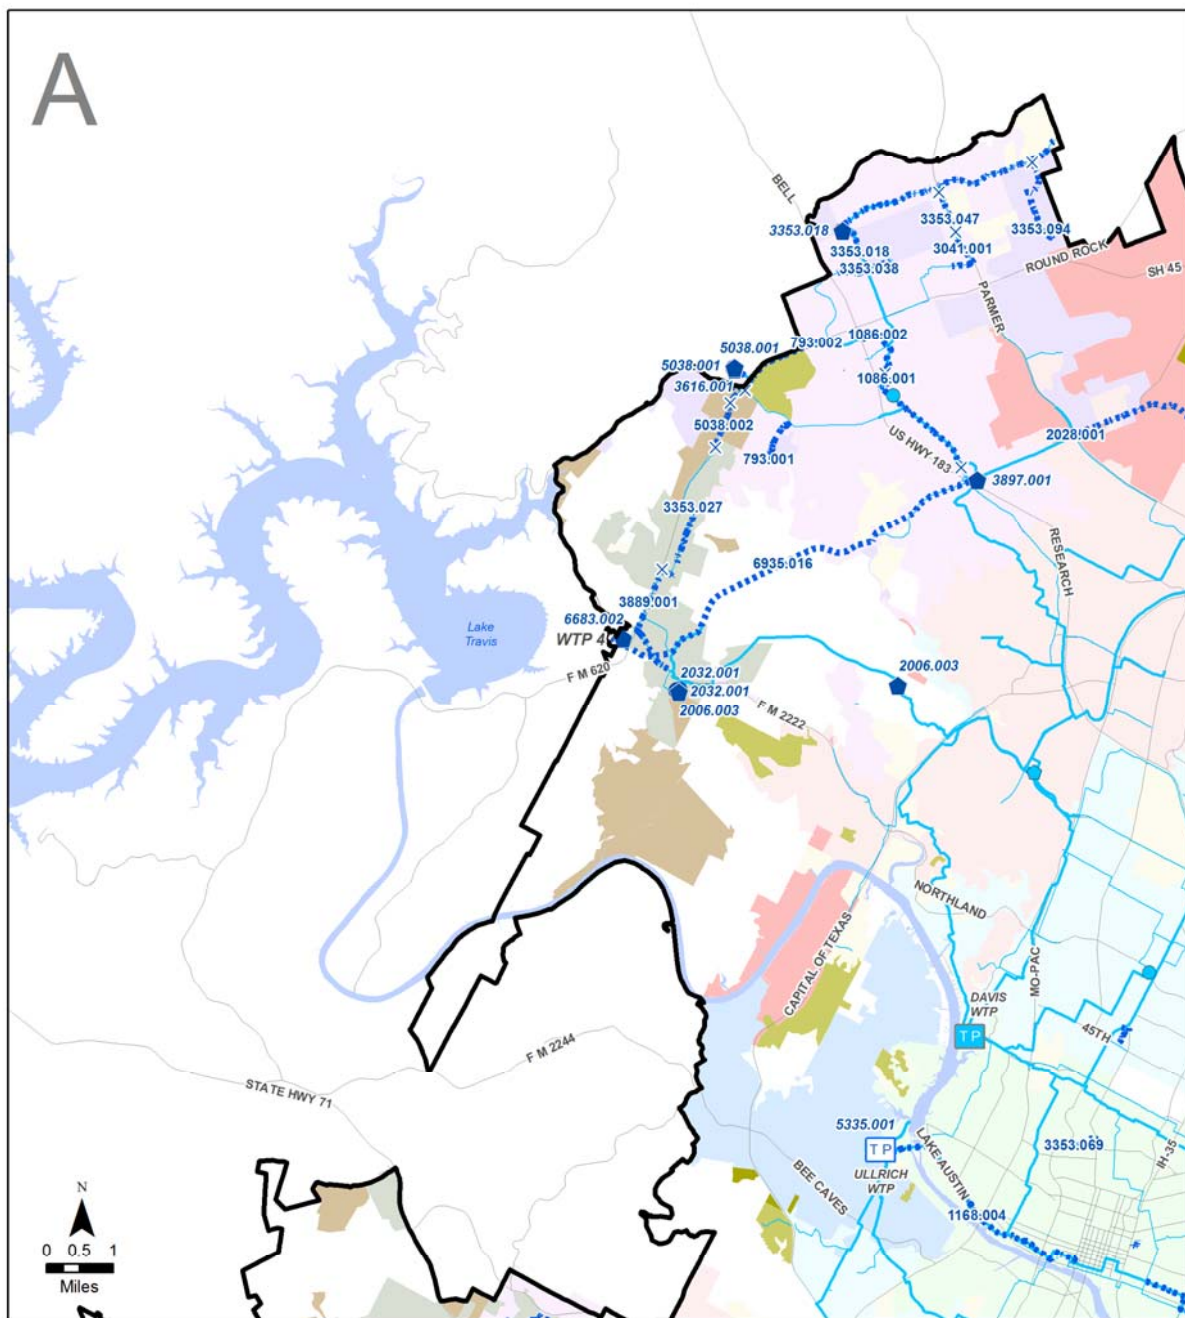 A
BELL
3353.018
3353.018
3353.038
3353.047
3041.001
3353.094
ROUND ROCK
SH 45
PARMER
5038.001
5038.001
793.002
1086.002
3616.001
1086.001
5038.002
793.001
US HWY 183
2028.001
3897.001
3353.027
RESEARCH
6935.016
3889.001
6683.002
WTP 4
Lake
Travis
F M 620
2032.001
2032.001
2006.003
2006.003
F M 2222
NORTHLAND
CAPITAL OF TEXAS
MO-PAC
DAVIS
WTP
TP
45TH
F M 2244
STATE HWY 71
5335.001
TP
ULLRICH
WTP
LAKE AUSTIN
3353.069
IH-35
BEE CAVES
1168.004
N
0 0.5 1
Miles